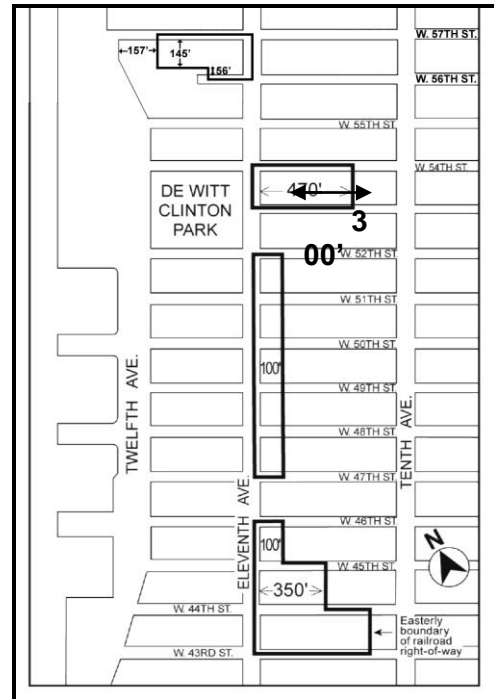 W. 57TH ST.
157'
145'
W. 56TH ST.
156'
W. 55TH ST.
W. 54TH ST.
DE WITT
CLINTON
PARK
470'
3
00'
W. 52TH ST.
W. 51TH ST.
W. 50TH ST.
100'
W. 49TH ST.
W. 48TH ST.
TWELFTH AVE.
TENTH AVE.
W. 47TH ST.
ELEVENTH AVE.
W. 46TH ST.
100'
N
W. 45TH ST.
350'
W. 44TH ST.
Easterly
boundary
of railroad
right-of-way
W. 43RD ST.